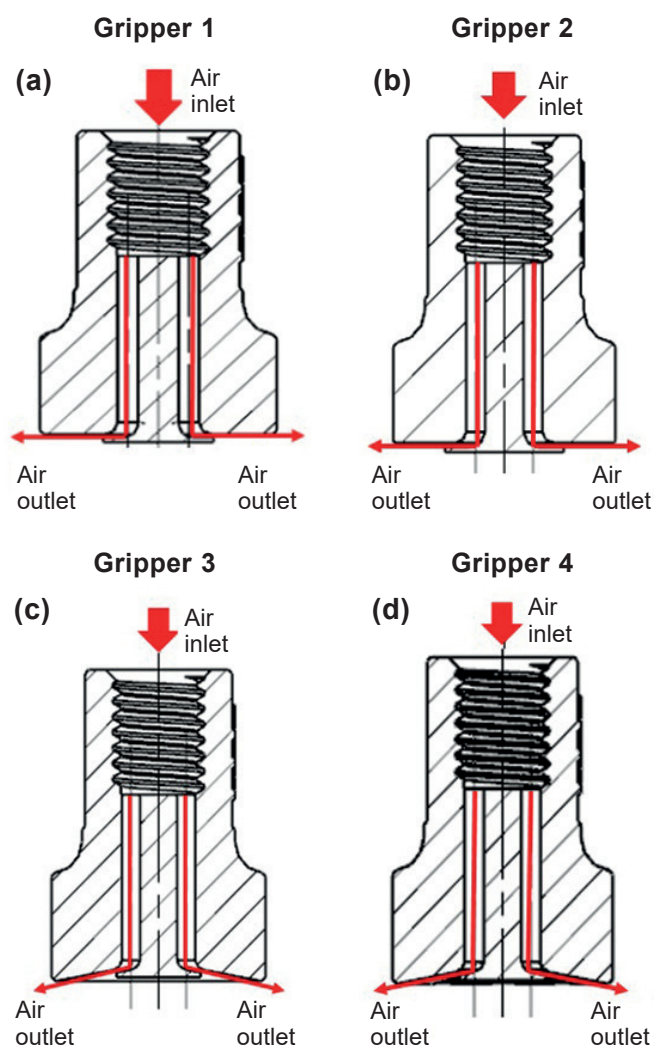 Gripper 1
Gripper 2
(a)
Air
inlet
(b)
Air
inlet
Air
outlet
Air
outlet
Air
outlet
Air
outlet
Gripper 3
Gripper 4
(c)
Air
inlet
(d)
Air
inlet
Air
outlet
Air
outlet
Air
outlet
Air
outlet